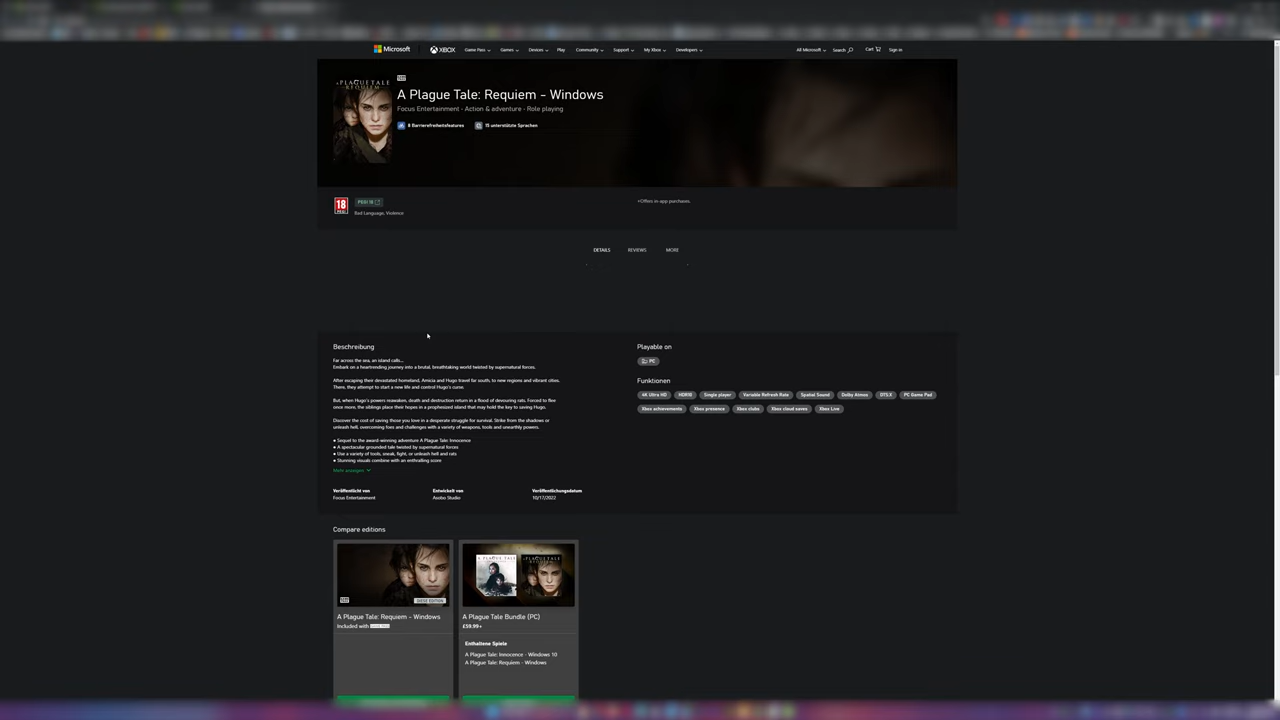 Microsoft
XBOX
Game Pass
Games
Devices
Play
Community
Support
My Xbox
Developers
All Microsoft
Search
Cart
Sign in
A PLAGUE TALE
REQUIEM
A Plague Tale: Requiem - Windows
Focus Entertainment - Action & adventure - Role playing
8 Barrierefreiheitsfeatures
15 unterstützte Sprachen
18
PEGI
PEGI 18
Bad Language, Violence
+Offers in-app purchases.
DETAILS
REVIEWS
MORE
Beschreibung
Far across the sea, an island calls…
Embark on a heartrending journey into a brutal, breathtaking world twisted by supernatural forces.
After escaping their devastated homeland, Amicia and Hugo travel far south, to new regions and vibrant cities.
There, they attempt to start a new life and control Hugo's curse.
But, when Hugo's powers reawaken, death and destruction return in a flood of devouring rats. Forced to flee
once more, the siblings place their hopes in a prophesized island that may hold the key to saving Hugo.
Discover the cost of saving those you love in a desperate struggle for survival. Strike from the shadows or
unleash hell, overcoming foes and challenges with a variety of weapons, tools and unearthly powers.
● Sequel to the award-winning adventure A Plague Tale: Innocence
● A spectacular grounded tale twisted by supernatural forces
● Use a variety of tools, sneak, fight, or unleash hell and rats
● Stunning visuals combine with an enthralling score
Mehr anzeigen
Veröffentlicht von
Focus Entertainment
Entwickelt von
Asobo Studio
Veröffentlichungsdatum
10/17/2022
Playable on
PC
Funktionen
4K Ultra HD
HDR10
Single player
Variable Refresh Rate
Spatial Sound
Dolby Atmos
DTS:X
PC Game Pad
Xbox achievements
Xbox presence
Xbox clubs
Xbox cloud saves
Xbox Live
Compare editions
DIESE EDITION
A Plague Tale: Requiem - Windows
Included with
A PLAGUE TALE
A PLAGUE TALE
A Plague Tale Bundle (PC)
£59.99+
Enthaltene Spiele
A Plague Tale: Innocence - Windows 10
A Plague Tale: Requiem - Windows